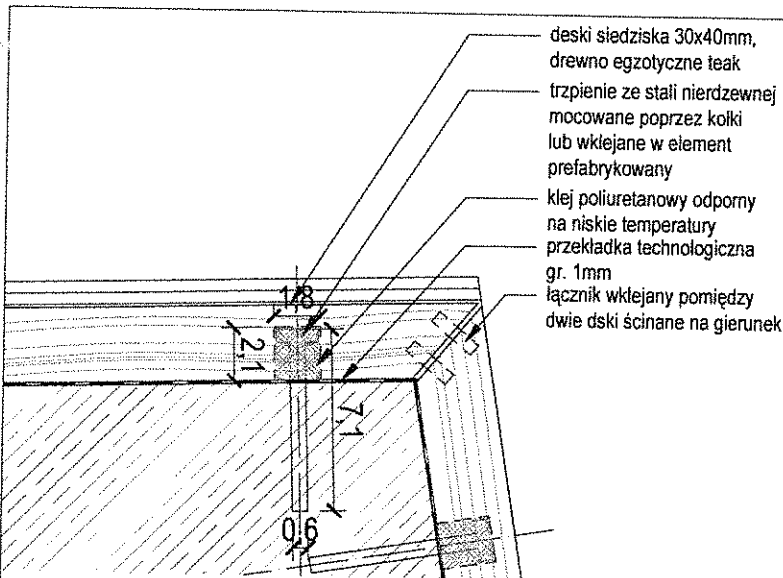 deski siedziska 30x40mm,
drewno egzotyczne teak
trzpienie ze stali nierdzewnej
mocowane poprzez kołki
lub wklejane w element
prefabrykowany
klej poliuretanowy odporny
na niskie temperatury
przekładka technologiczna
gr. 1mm
łącznik wklejany pomiędzy
dwie dski ścinane na gierunek
1,8
2,1
7,1
0,6